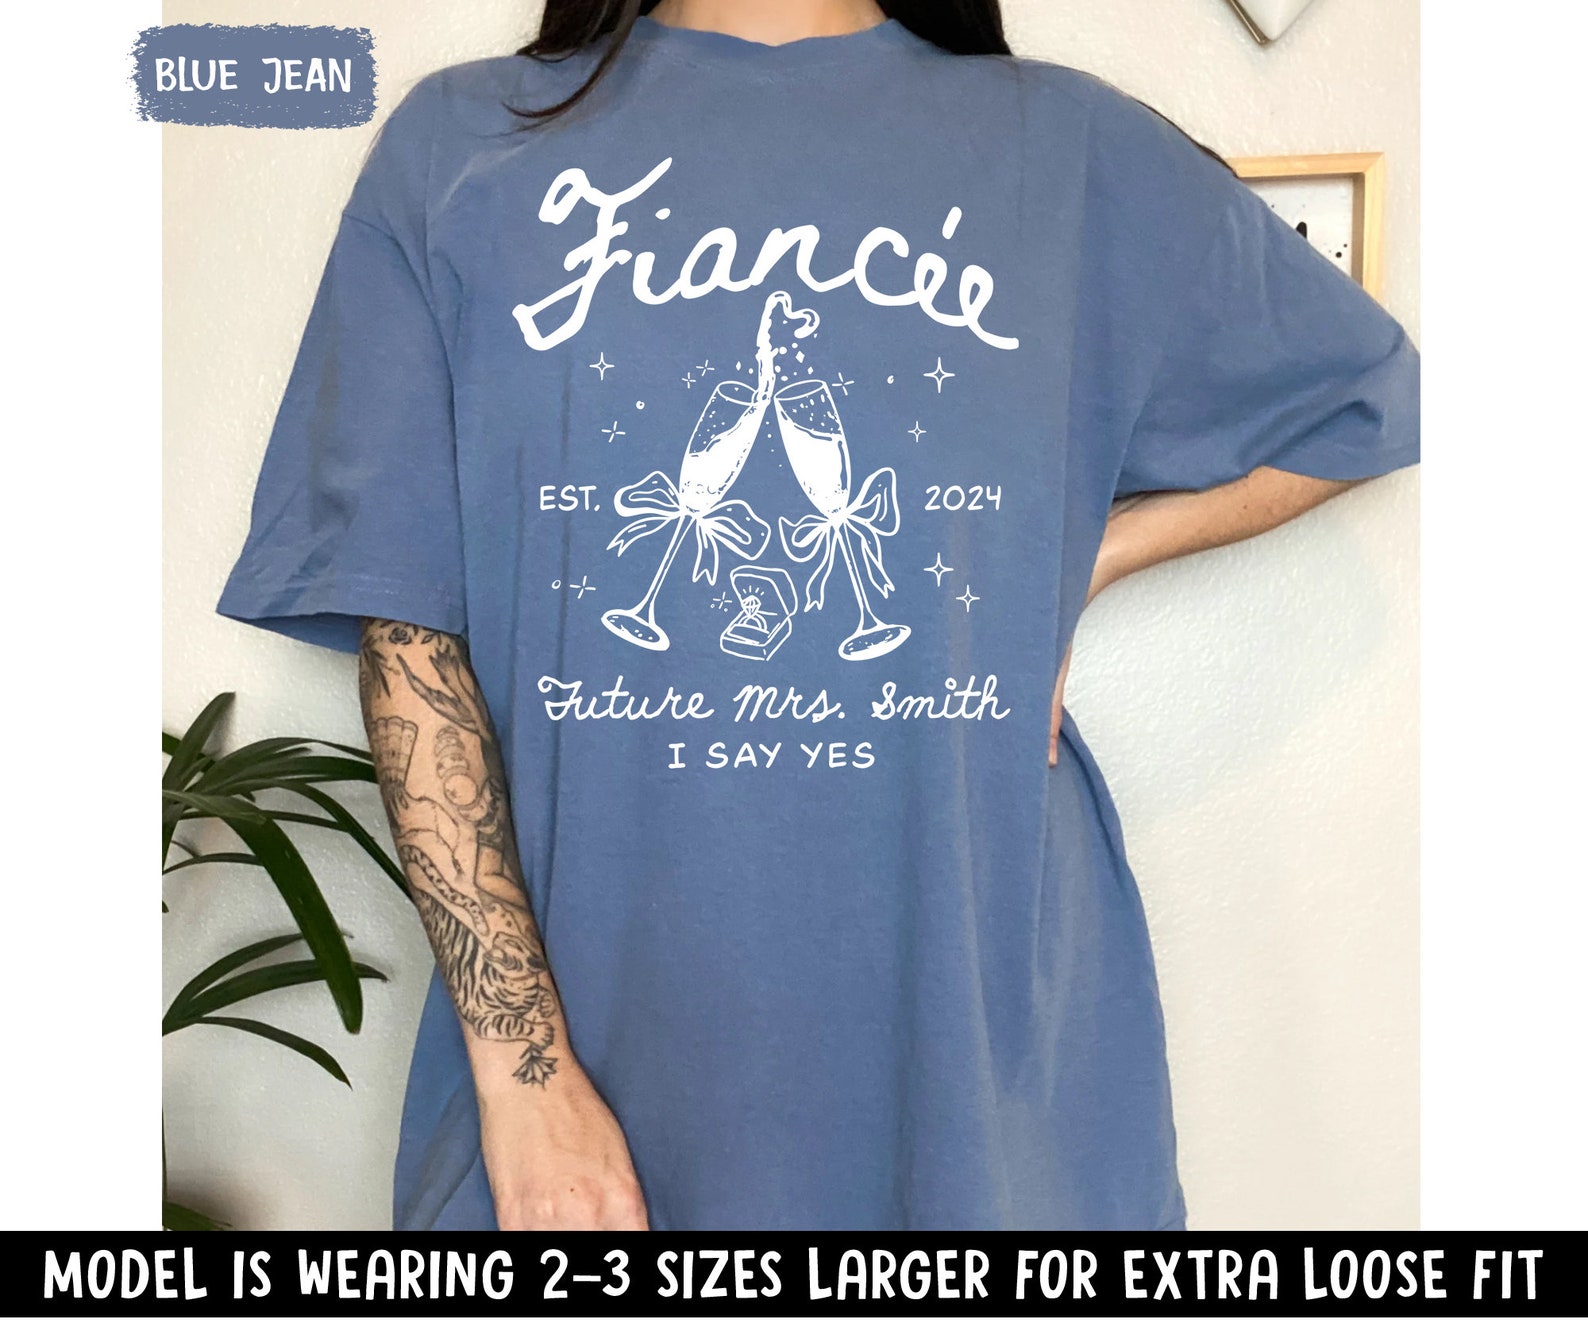 BLUE JEAN
Fiancée
EST. 2024
Future Mrs. Smith
I SAY YES
MODEL IS WEARING 2-3 SIZES LARGER FOR EXTRA LOOSE FIT